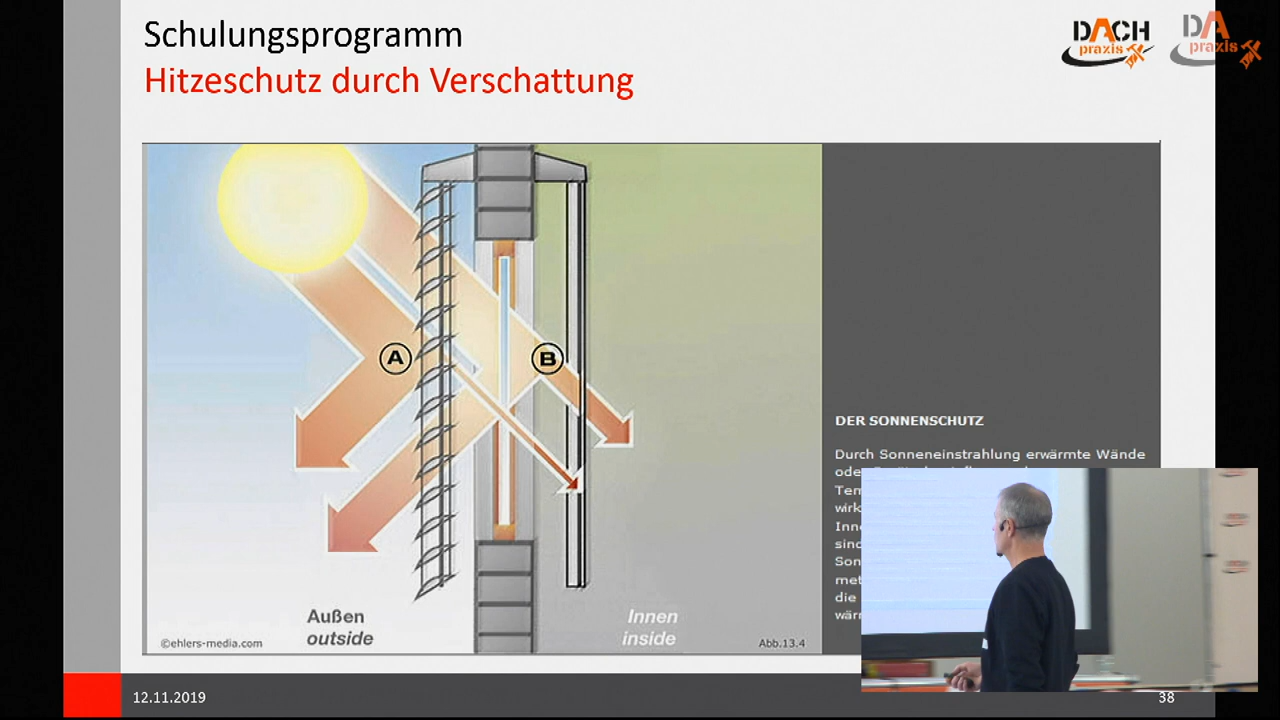 Schulungsprogramm
Hitzeschutz durch Verschattung
DACH
praxis
DA
praxis
A
B
Außen
outside
Innen
inside
©ehlers-media.com
Abb.13.4
DER SONNENSCHUTZ
Durch Sonneneinstrahlung erwärmte Wände
12.11.2019
38